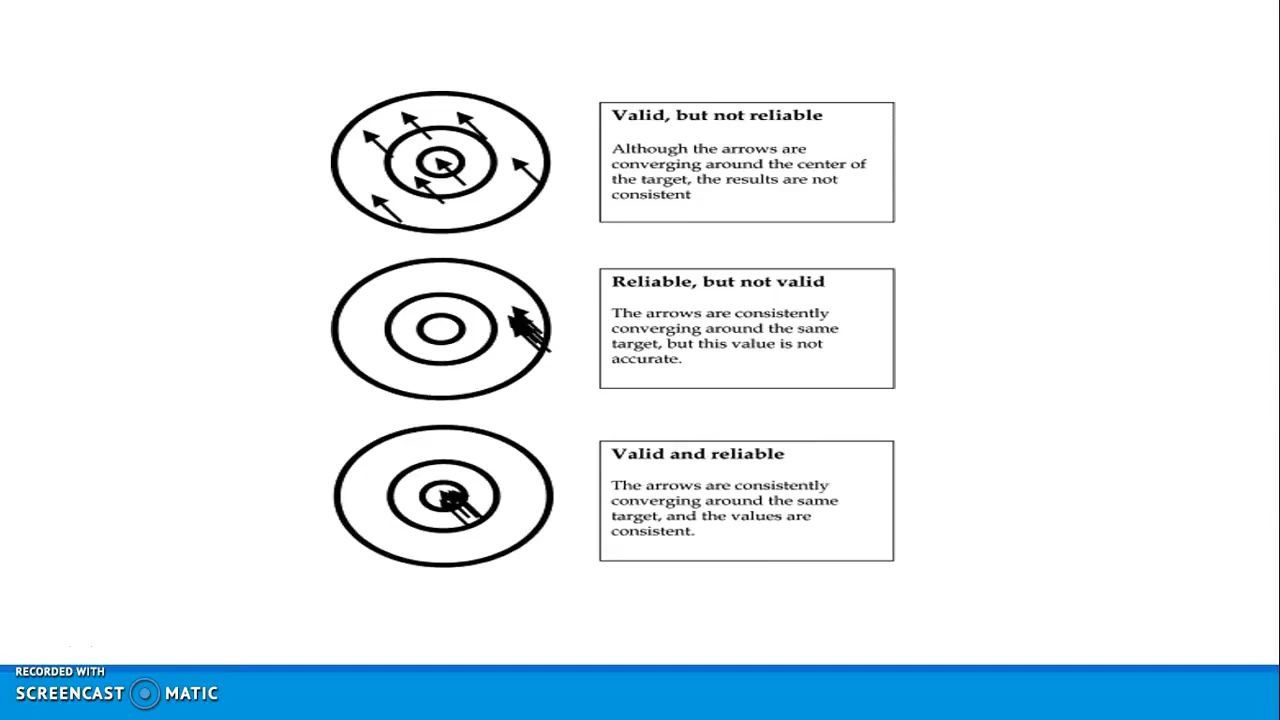 Valid, but not reliable
Although the arrows are
converging around the center of
the target, the results are not
consistent
Reliable, but not valid
The arrows are consistently
converging around the same
target, but this value is not
accurate.
Valid and reliable
The arrows are consistently
converging around the same
target, and the values are
consistent.
RECORDED WITH
SCREENCAST MATIC